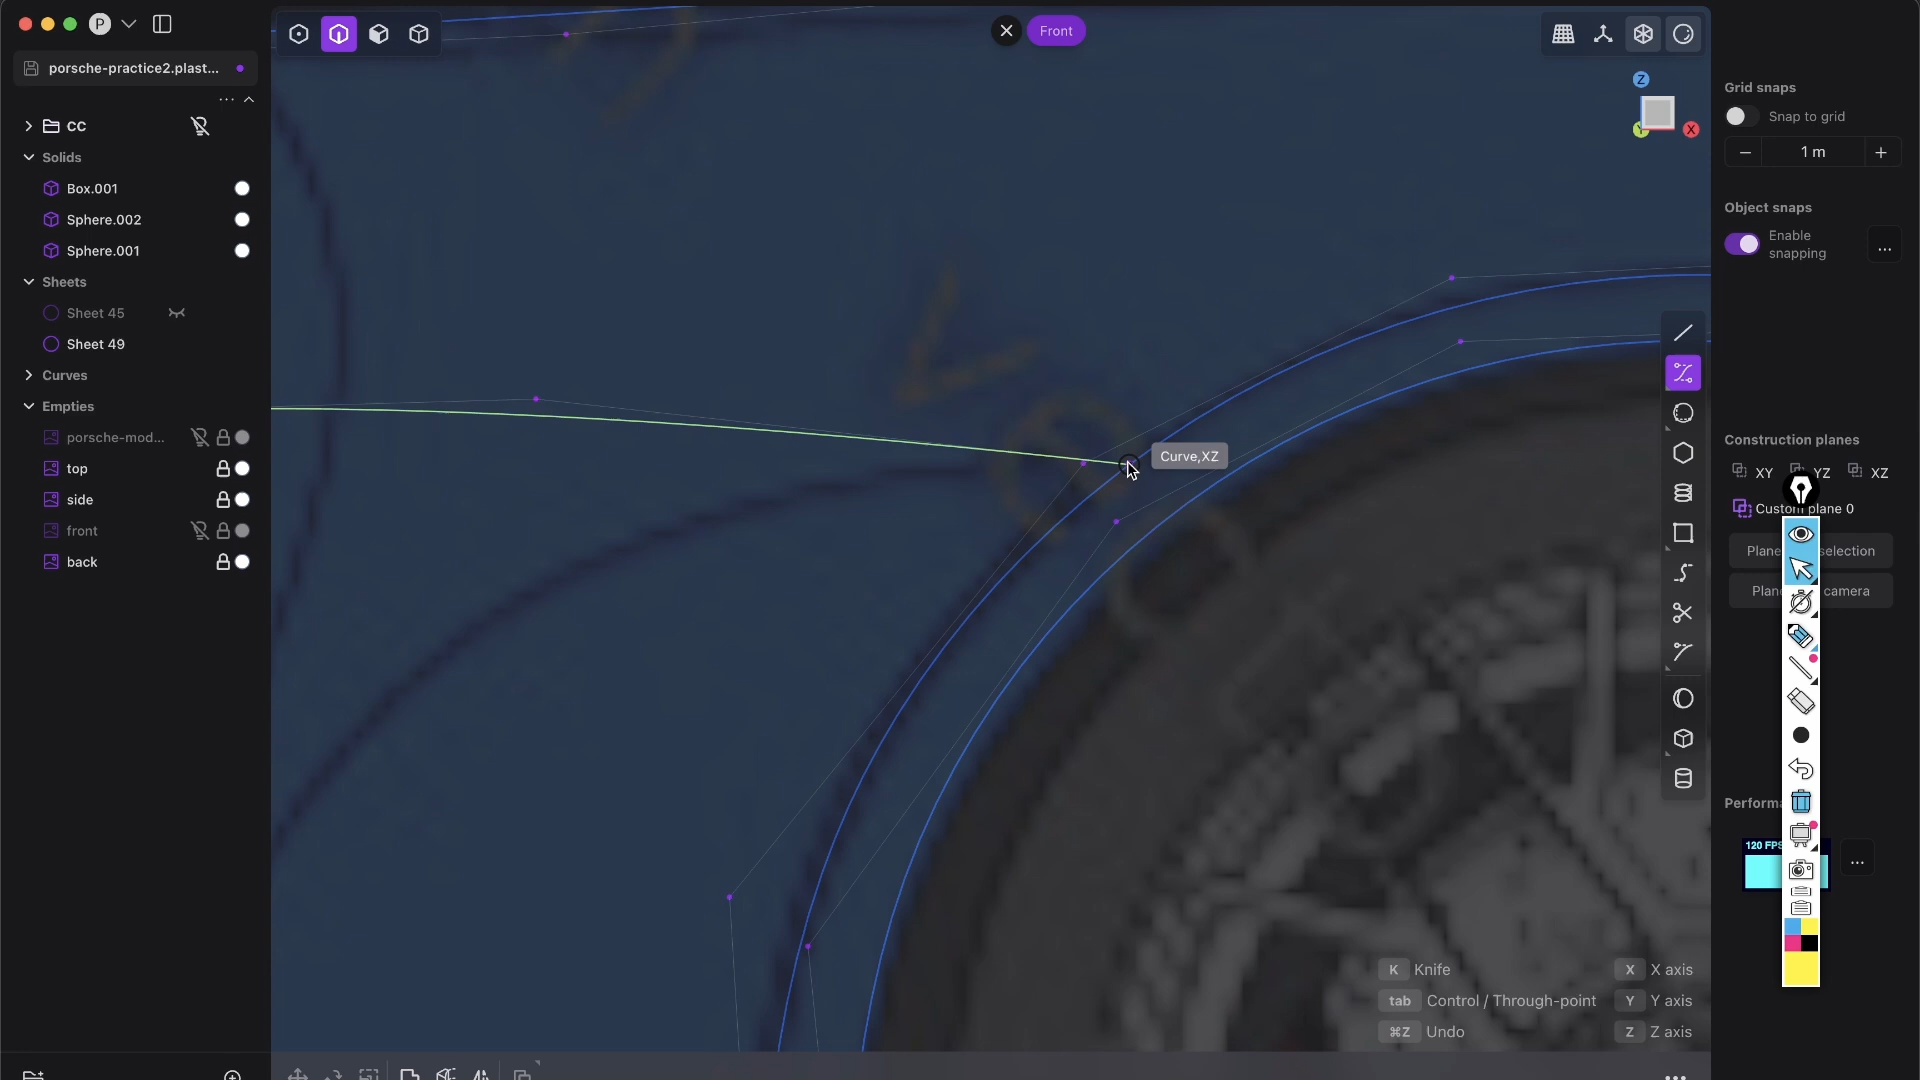 P
porsche-practice2.plast...
CC
Solids
Box.001
Sphere.002
Sphere.001
Sheets
Sheet 45
Sheet 49
Curves
Empties
porsche-mod...
top
side
front
back
Front
Z
Y
X
Curve,XZ
K Knife
tab Control / Through-point
⌘Z Undo
X X axis
Y Y axis
Z Z axis
Grid snaps
Snap to grid
1 m
Object snaps
Enable
snapping
...
Construction planes
XY YZ XZ
Custom plane 0
Plane selection
Plane camera
Performa
120 FPS
...